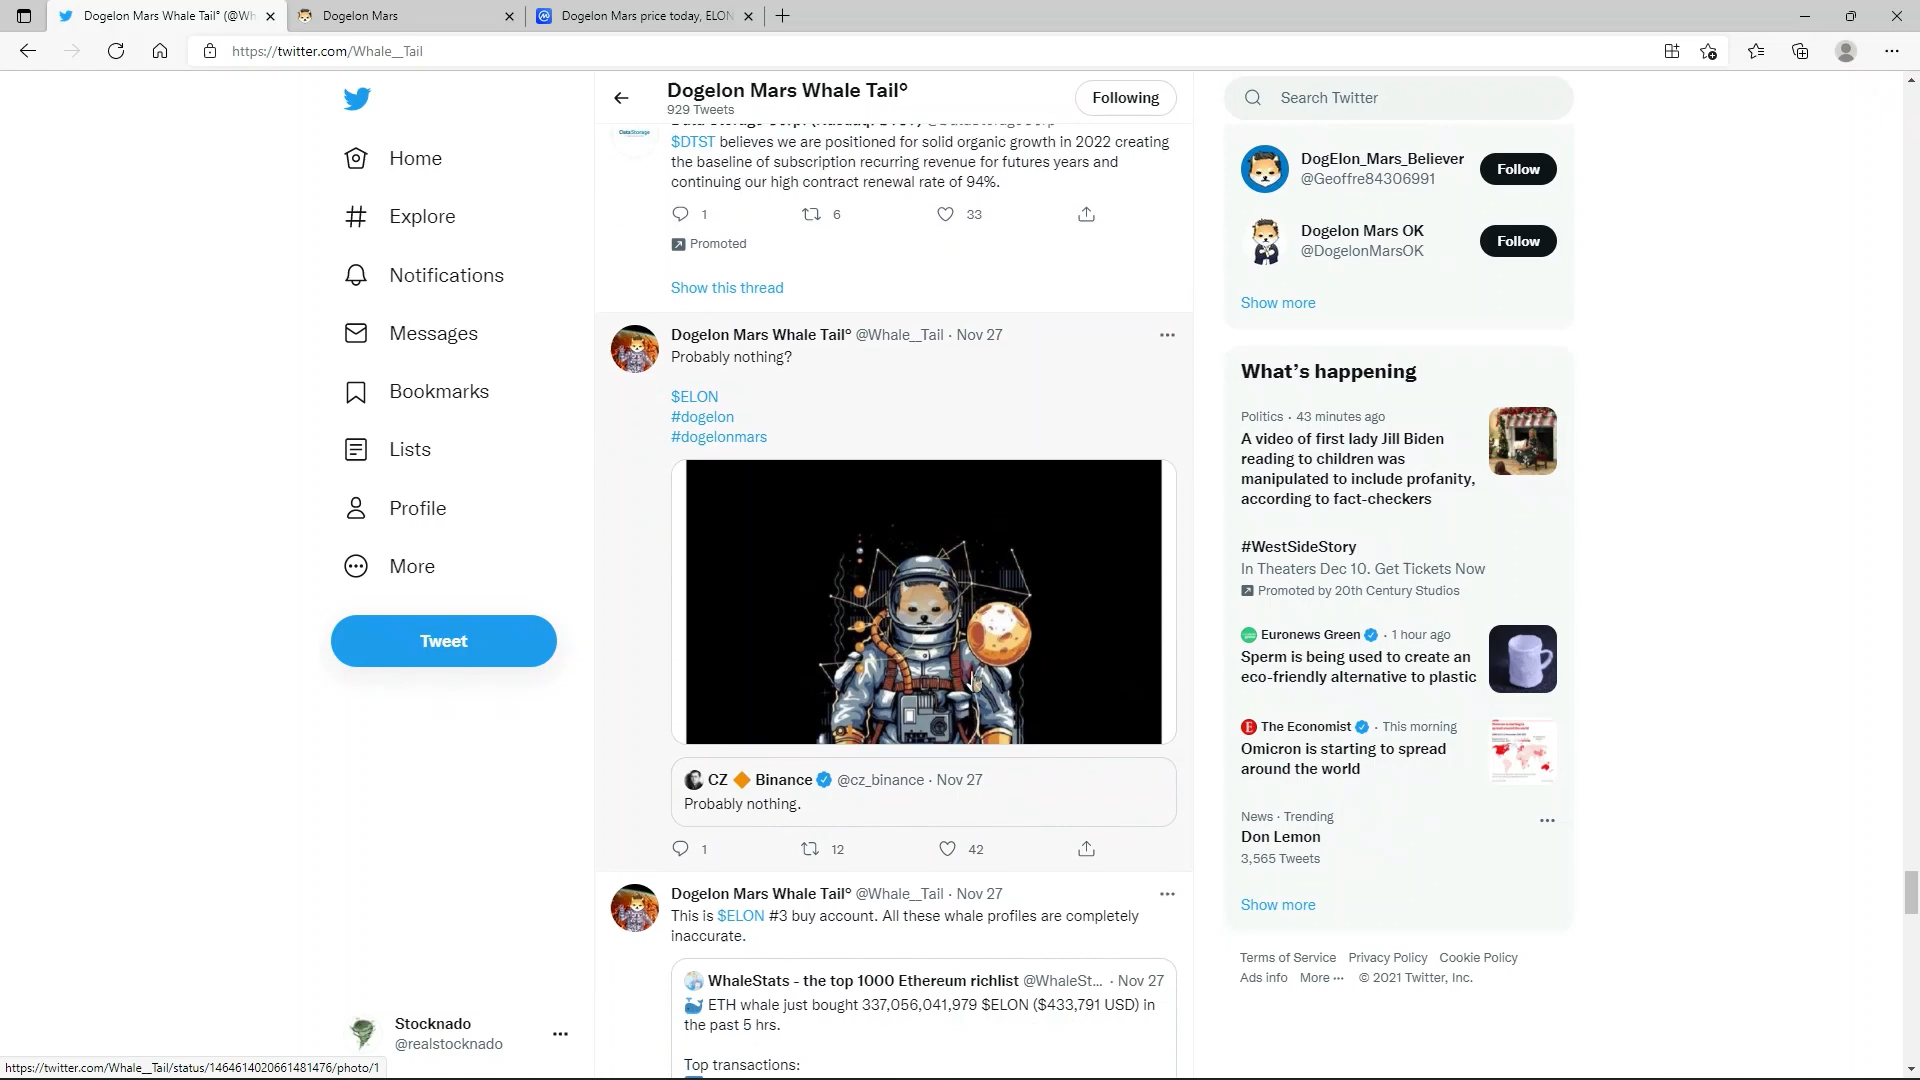 Dogelon Mars Whale Tail° (@Wh
Dogelon Mars
Dogelon Mars price today, ELON
https://twitter.com/Whale__Tail
Home
Explore
Notifications
Messages
Bookmarks
Lists
Profile
More
Tweet
Stocknado
@realstocknado
https://twitter.com/Whale__Tail/status/1464614020661481476/photo/1
Dogelon Mars Whale Tail°
929 Tweets
Following
$DTST believes we are positioned for solid organic growth in 2022 creating
the baseline of subscription recurring revenue for futures years and
continuing our high contract renewal rate of 94%.
1 6 33
Promoted
Show this thread
Dogelon Mars Whale Tail° @Whale__Tail · Nov 27
Probably nothing?
$ELON
#dogelon
#dogelonmars
CZ 🔶 Binance @cz_binance · Nov 27
Probably nothing.
1 12 42
Dogelon Mars Whale Tail° @Whale__Tail · Nov 27
This is $ELON #3 buy account. All these whale profiles are completely
inaccurate.
WhaleStats - the top 1000 Ethereum richlist @WhaleSt... · Nov 27
🐳 ETH whale just bought 337,056,041,979 $ELON ($433,791 USD) in
the past 5 hrs.
Top transactions:
Search Twitter
DogElon_Mars_Believer
@Geoffre84306991
Follow
Dogelon Mars OK
@DogelonMarsOK
Follow
Show more
What's happening
Politics · 43 minutes ago
A video of first lady Jill Biden
reading to children was
manipulated to include profanity,
according to fact-checkers
#WestSideStory
In Theaters Dec 10. Get Tickets Now
Promoted by 20th Century Studios
Euronews Green · 1 hour ago
Sperm is being used to create an
eco-friendly alternative to plastic
The Economist · This morning
Omicron is starting to spread
around the world
News · Trending
Don Lemon
3,565 Tweets
Show more
Terms of Service Privacy Policy Cookie Policy
Ads info More ··· © 2021 Twitter, Inc.